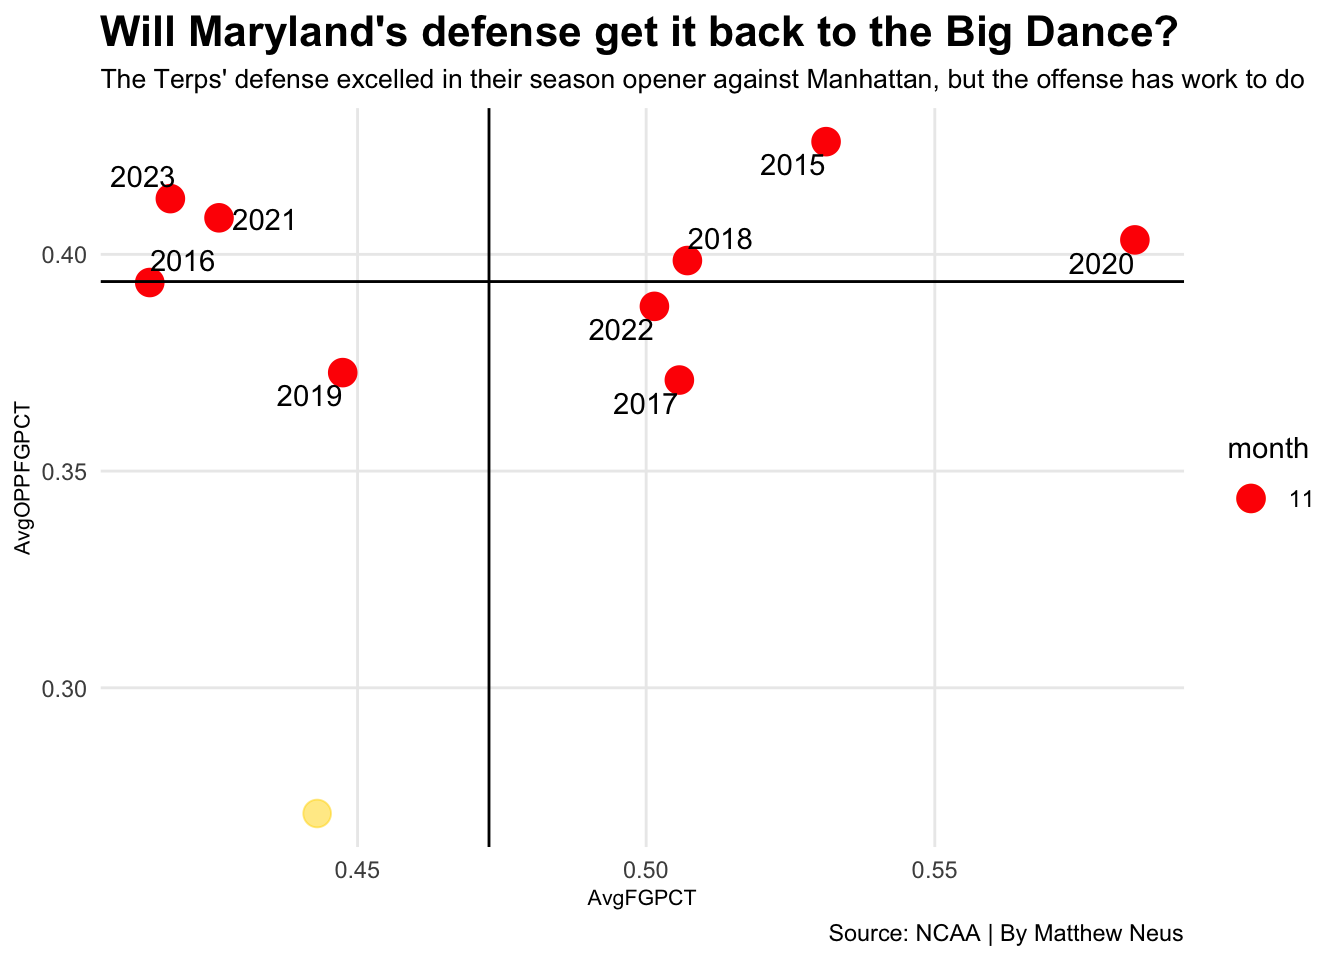 Will Maryland's defense get it back to the Big Dance?
The Terps' defense excelled in their season opener against Manhattan, but the offense has work to do
2015
2023
2021
2018
2016
2020
0.40
2022
2019
2017
AvgOPPFGPCT
month
0.35
11
0.30
0.45
0.50
0.55
AvgFGPCT
Source: NCAA | By Matthew Neus